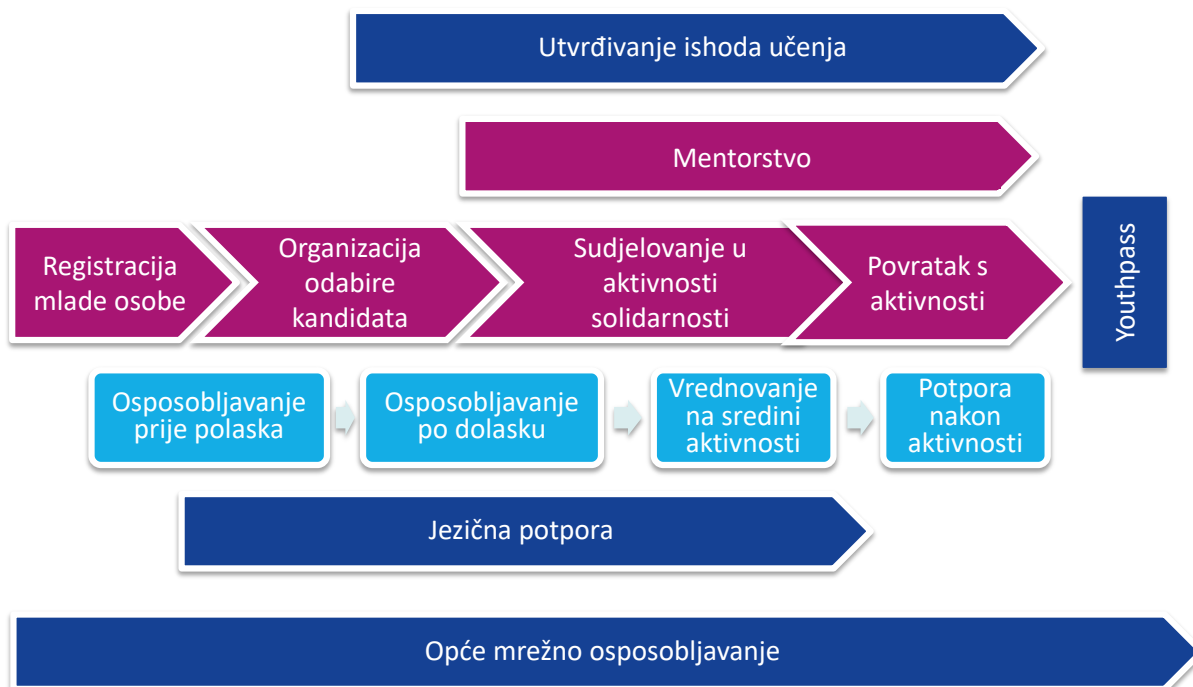 Utvrđivanje ishoda učenja
Mentorstvo
Registracija
mlade osobe
Organizacija
odabire
kandidata
Sudjelovanje u
aktivnosti
solidarnosti
Povratak s
aktivnosti
Youthpass
Osposobljavanje
prije polaska
Osposobljavanje
po dolasku
Vrednovanje
na sredini
aktivnosti
Potpora
nakon
aktivnosti
Jezična potpora
Opće mrežno osposobljavanje